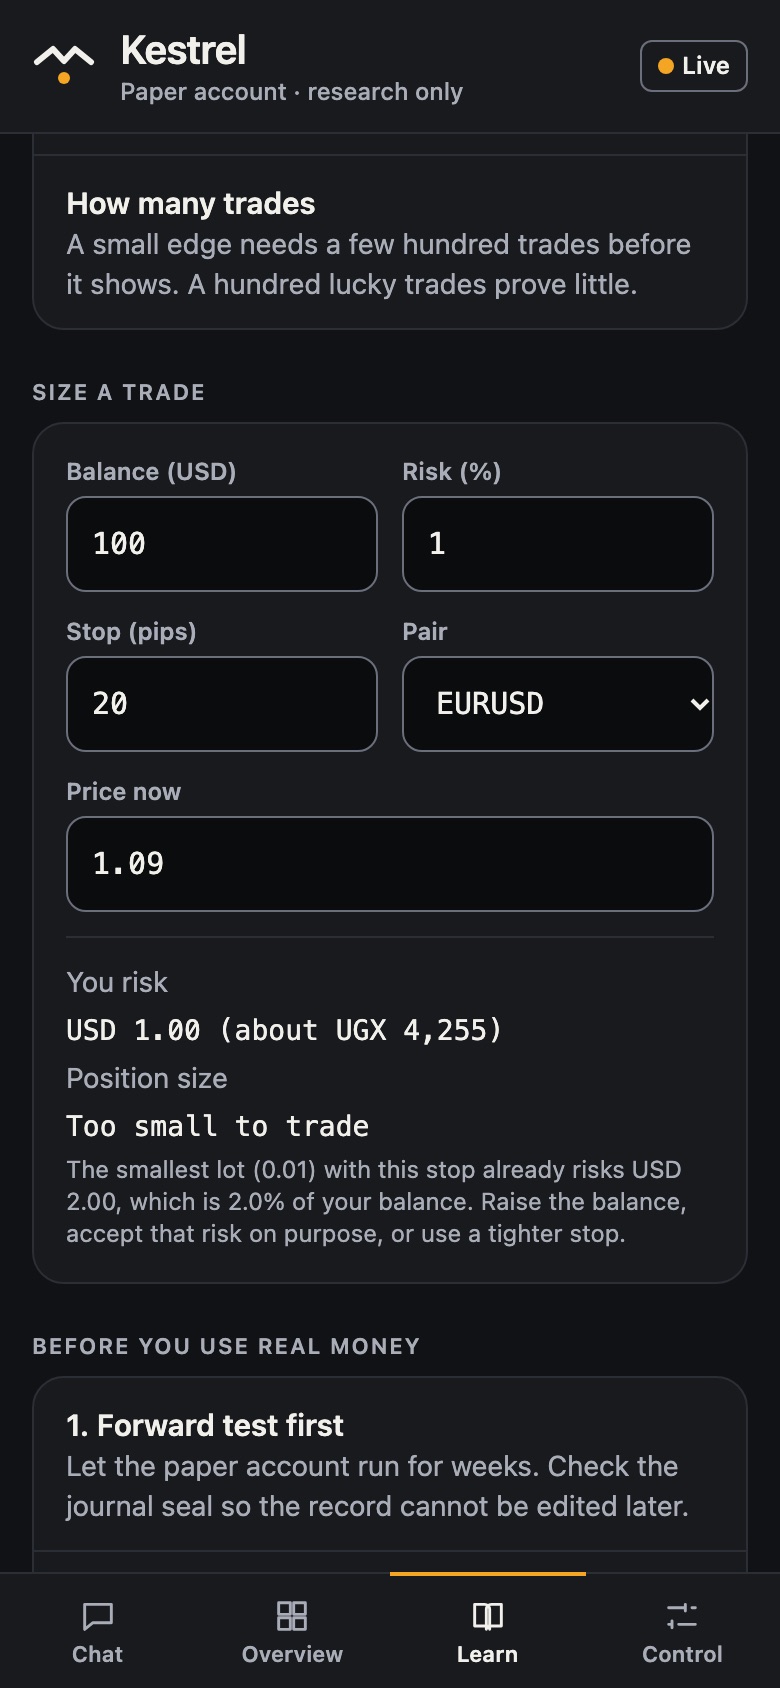 Kestrel
Paper account · research only
Live
How many trades
A small edge needs a few hundred trades before
it shows. A hundred lucky trades prove little.
SIZE A TRADE
Balance (USD)
Risk (%)
100
1
Stop (pips)
Pair
20
EURUSD
Price now
1.09
You risk
USD 1.00 (about UGX 4,255)
Position size
Too small to trade
The smallest lot (0.01) with this stop already risks USD
2.00, which is 2.0% of your balance. Raise the balance,
accept that risk on purpose, or use a tighter stop.
BEFORE YOU USE REAL MONEY
1. Forward test first
Let the paper account run for weeks. Check the
journal seal so the record cannot be edited later.
Chat
Overview
Learn
Control